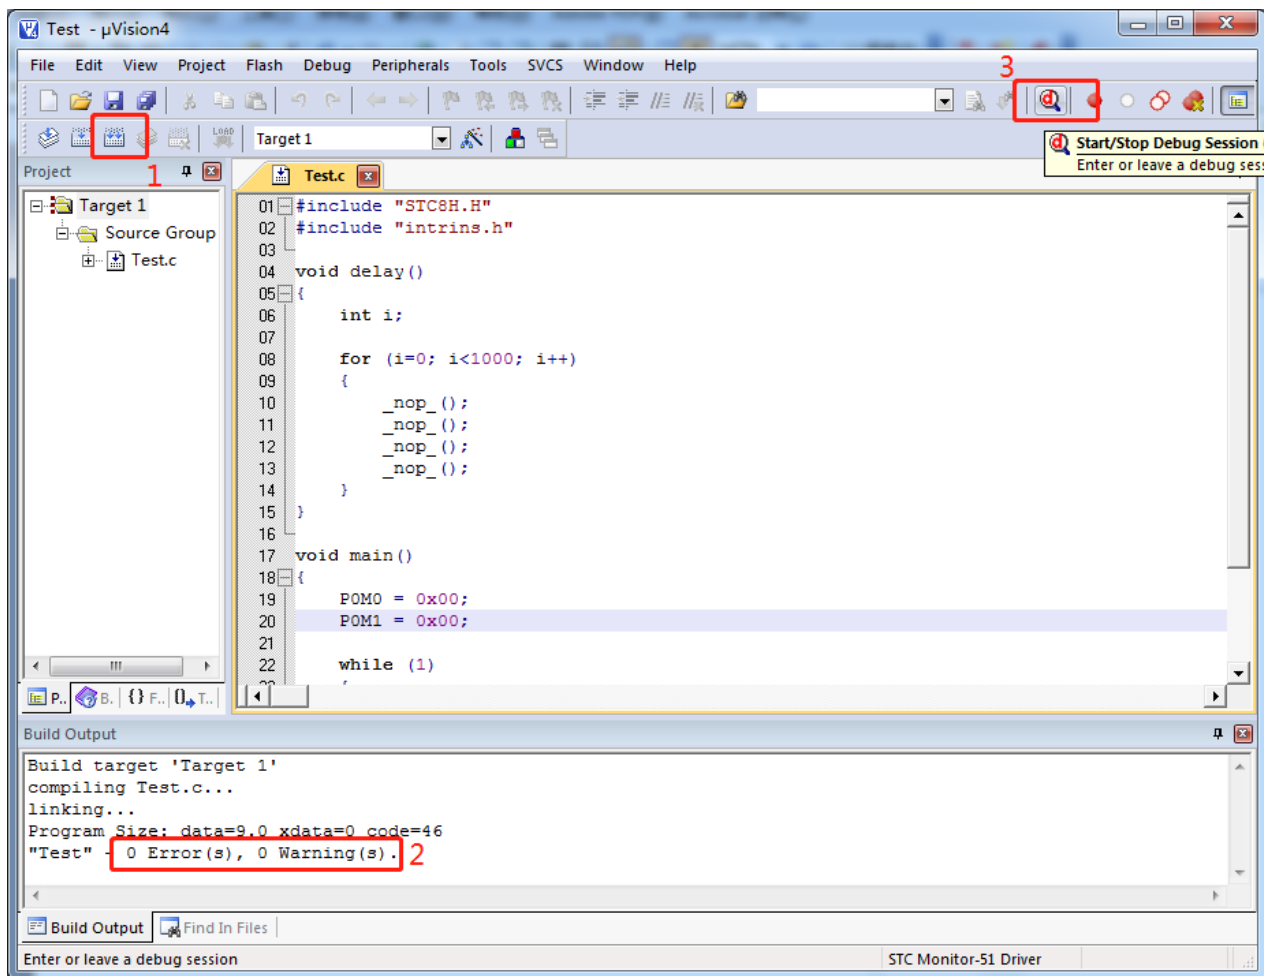 Test - µVision4
File Edit View Project Flash Debug Peripherals Tools SVCS Window Help
3
LOAD
Target 1
Start/Stop Debug Session
Enter or leave a debug ses
1
Project
Test.c
Target 1
Source Group
Test.c
01 #include "STC8H.H"
02 #include "intrins.h"
03
04 void delay()
05 {
06 int i;
07
08 for (i=0; i<1000; i++)
09 {
10 _nop_();
11 _nop_();
12 _nop_();
13 _nop_();
14 }
15 }
16
17 void main()
18 {
19 P0M0 = 0x00;
20 P0M1 = 0x00;
21
22 while (1)
23 {
P.. B. {} F.. 0 T..
Build Output
Build target 'Target 1'
compiling Test.c...
linking...
Program Size: data=9.0 xdata=0 code=46
"Test" - 0 Error(s), 0 Warning(s).
2
Build Output Find In Files
Enter or leave a debug session STC Monitor-51 Driver